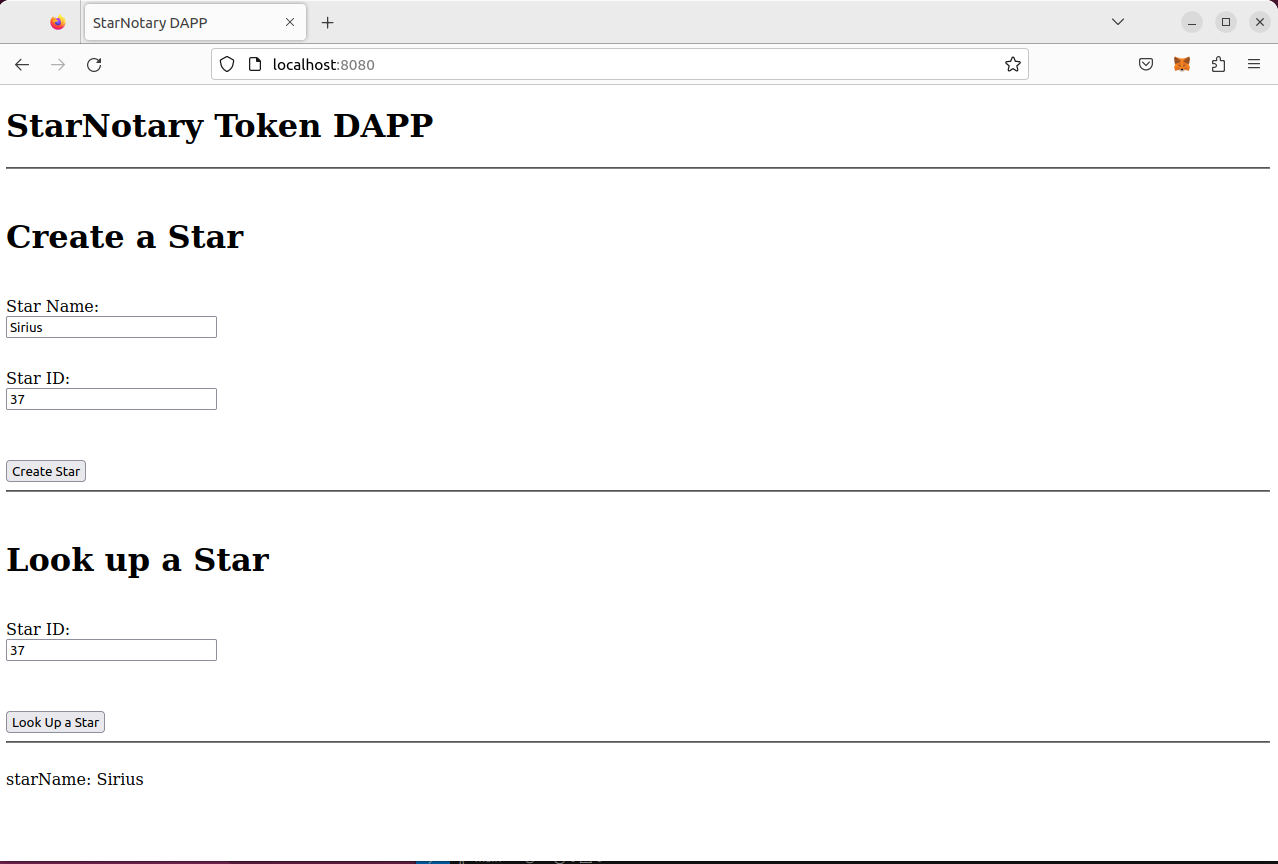 StarNotary DAPP
localhost:8080
StarNotary Token DAPP
Create a Star
Star Name:
Sirius
Star ID:
37
Create Star
Look up a Star
Star ID:
37
Look Up a Star
starName: Sirius